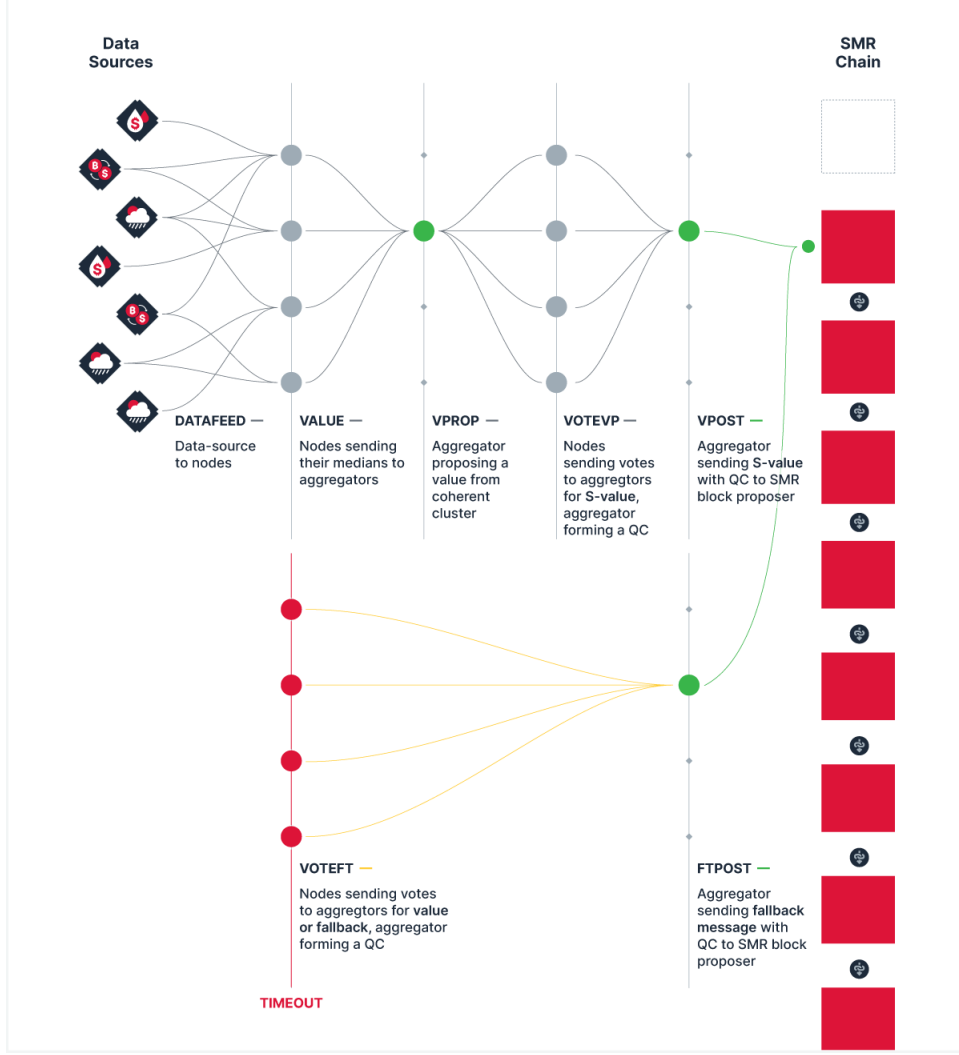 Data
Sources
SMR
Chain
DATAFEED
Data-source
to nodes
VALUE
Nodes sending
their medians to
aggregators
VPROP
Aggregator
proposing a
value from
coherent
cluster
VOTEVP
Nodes
sending votes
to aggregtors
for S-value,
aggregator
forming a QC
VPOST
Aggregator
sending S-value
with QC to SMR
block proposer
VOTEFT
Nodes sending votes
to aggregtors for value
or fallback, aggregator
forming a QC
FTPOST
Aggregator
sending fallback
message with
QC to SMR block
proposer
TIMEOUT